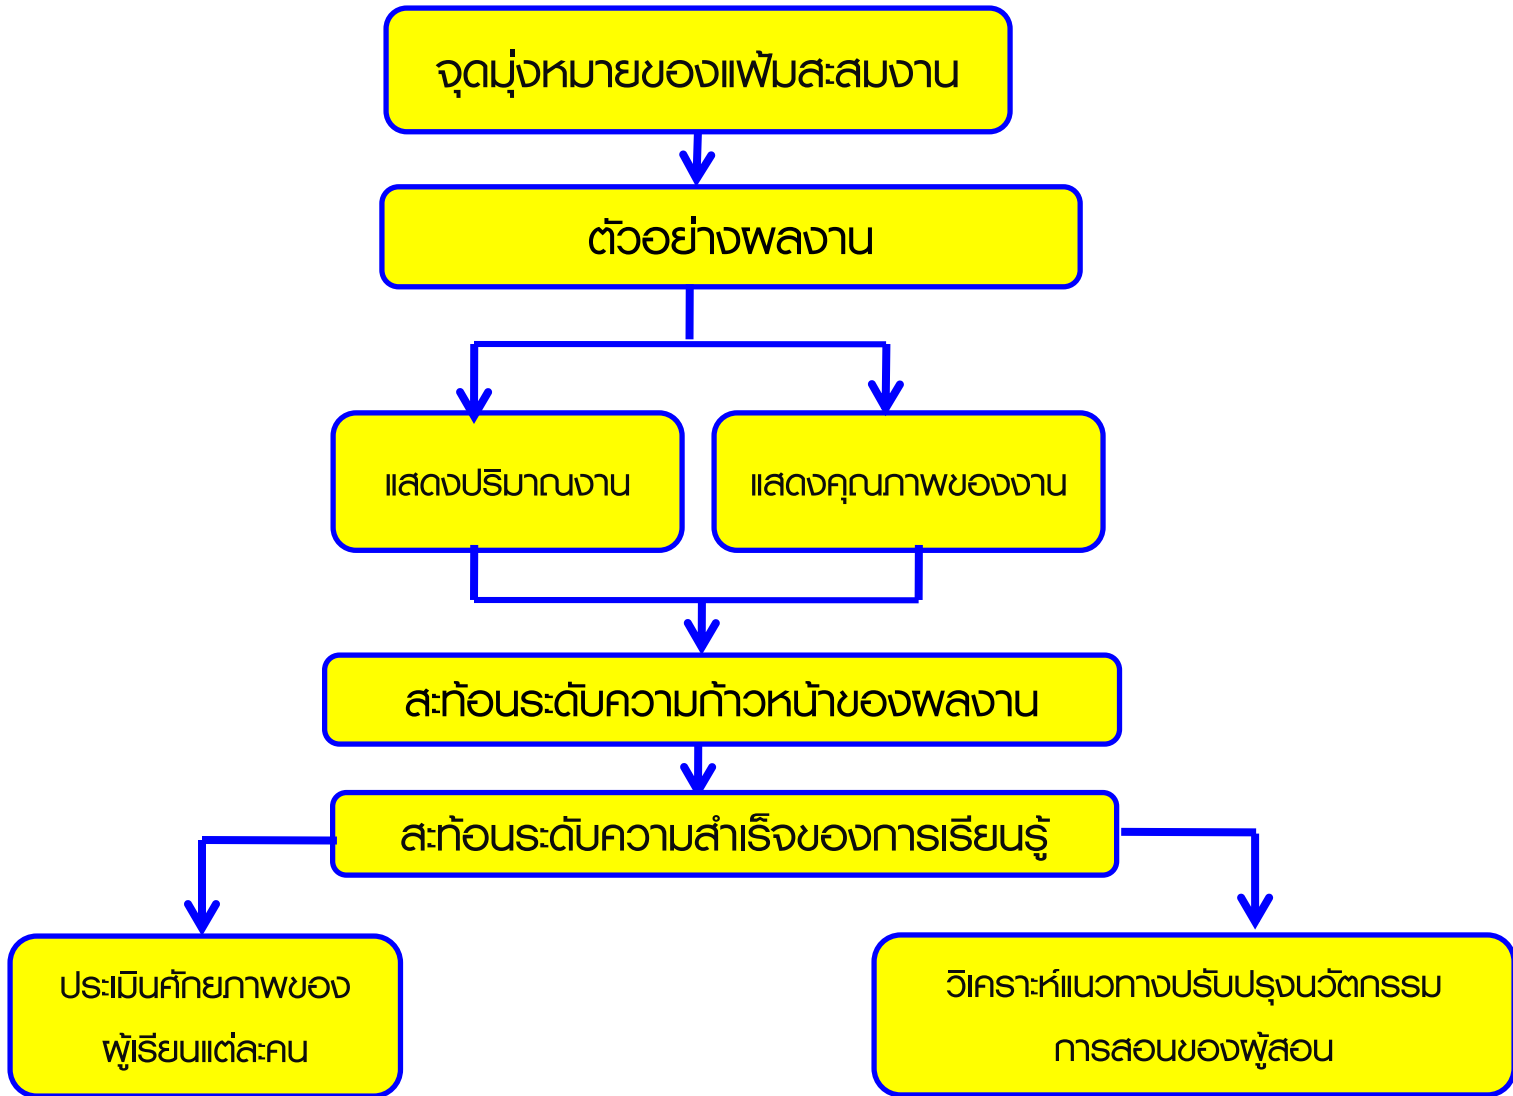 จุดมุ่งหมายของแฟ้มสะสมงาน
ตัวอย่างผลงาน
แสดงปริมาณงาน
แสดงคุณภาพของงาน
สะท้อนระดับความก้าวหน้าของผลงาน
สะท้อนระดับความสำเร็จของการเรียนรู้
ประเมินศักยภาพของ
ผู้เรียนแต่ละคน
วิเคราะห์แนวทางปรับปรุงนวัตกรรม
การสอนของผู้สอน